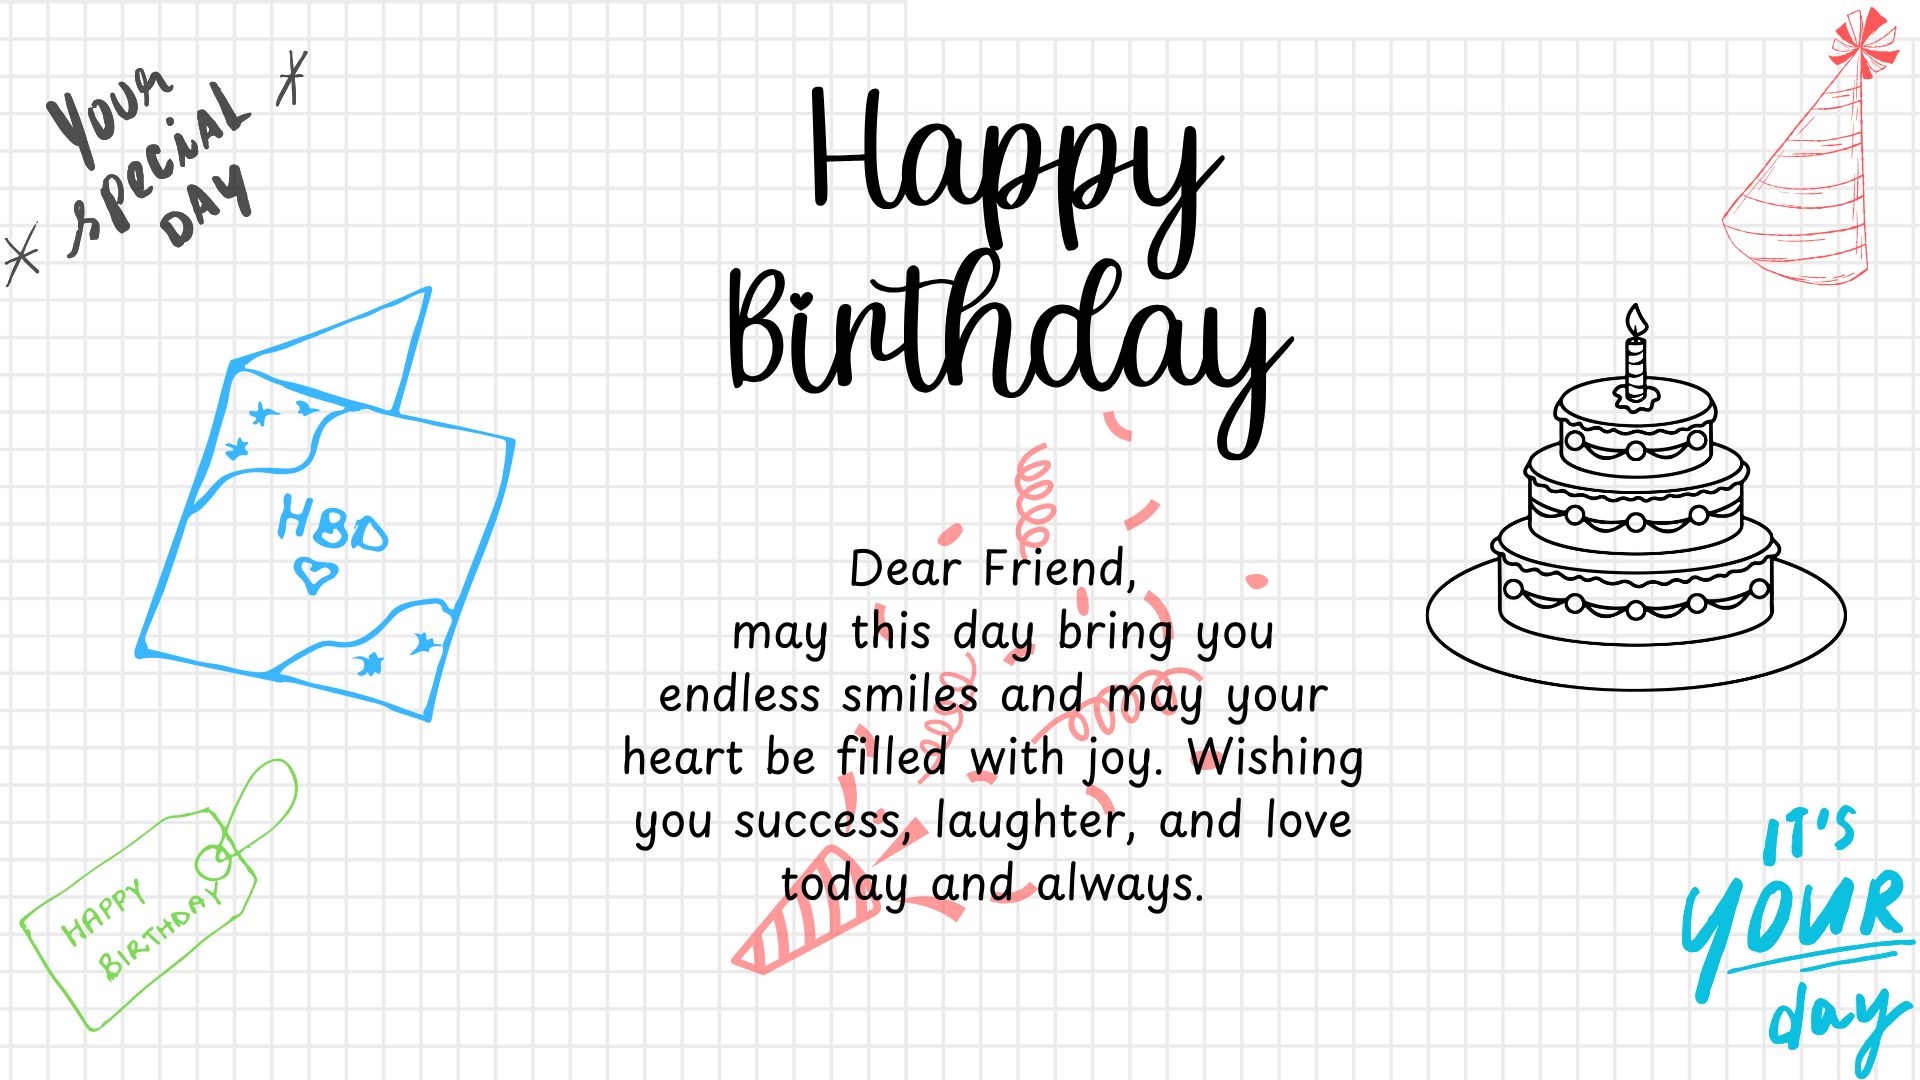 Your
special
DAY
Happy
Birthday
HBD
Dear Friend,
may this day bring you
endless smiles and may your
heart be filled with joy. Wishing
you success, laughter, and love
today and always.
HAPPY
BIRTHDAY
IT'S
YOUR
day